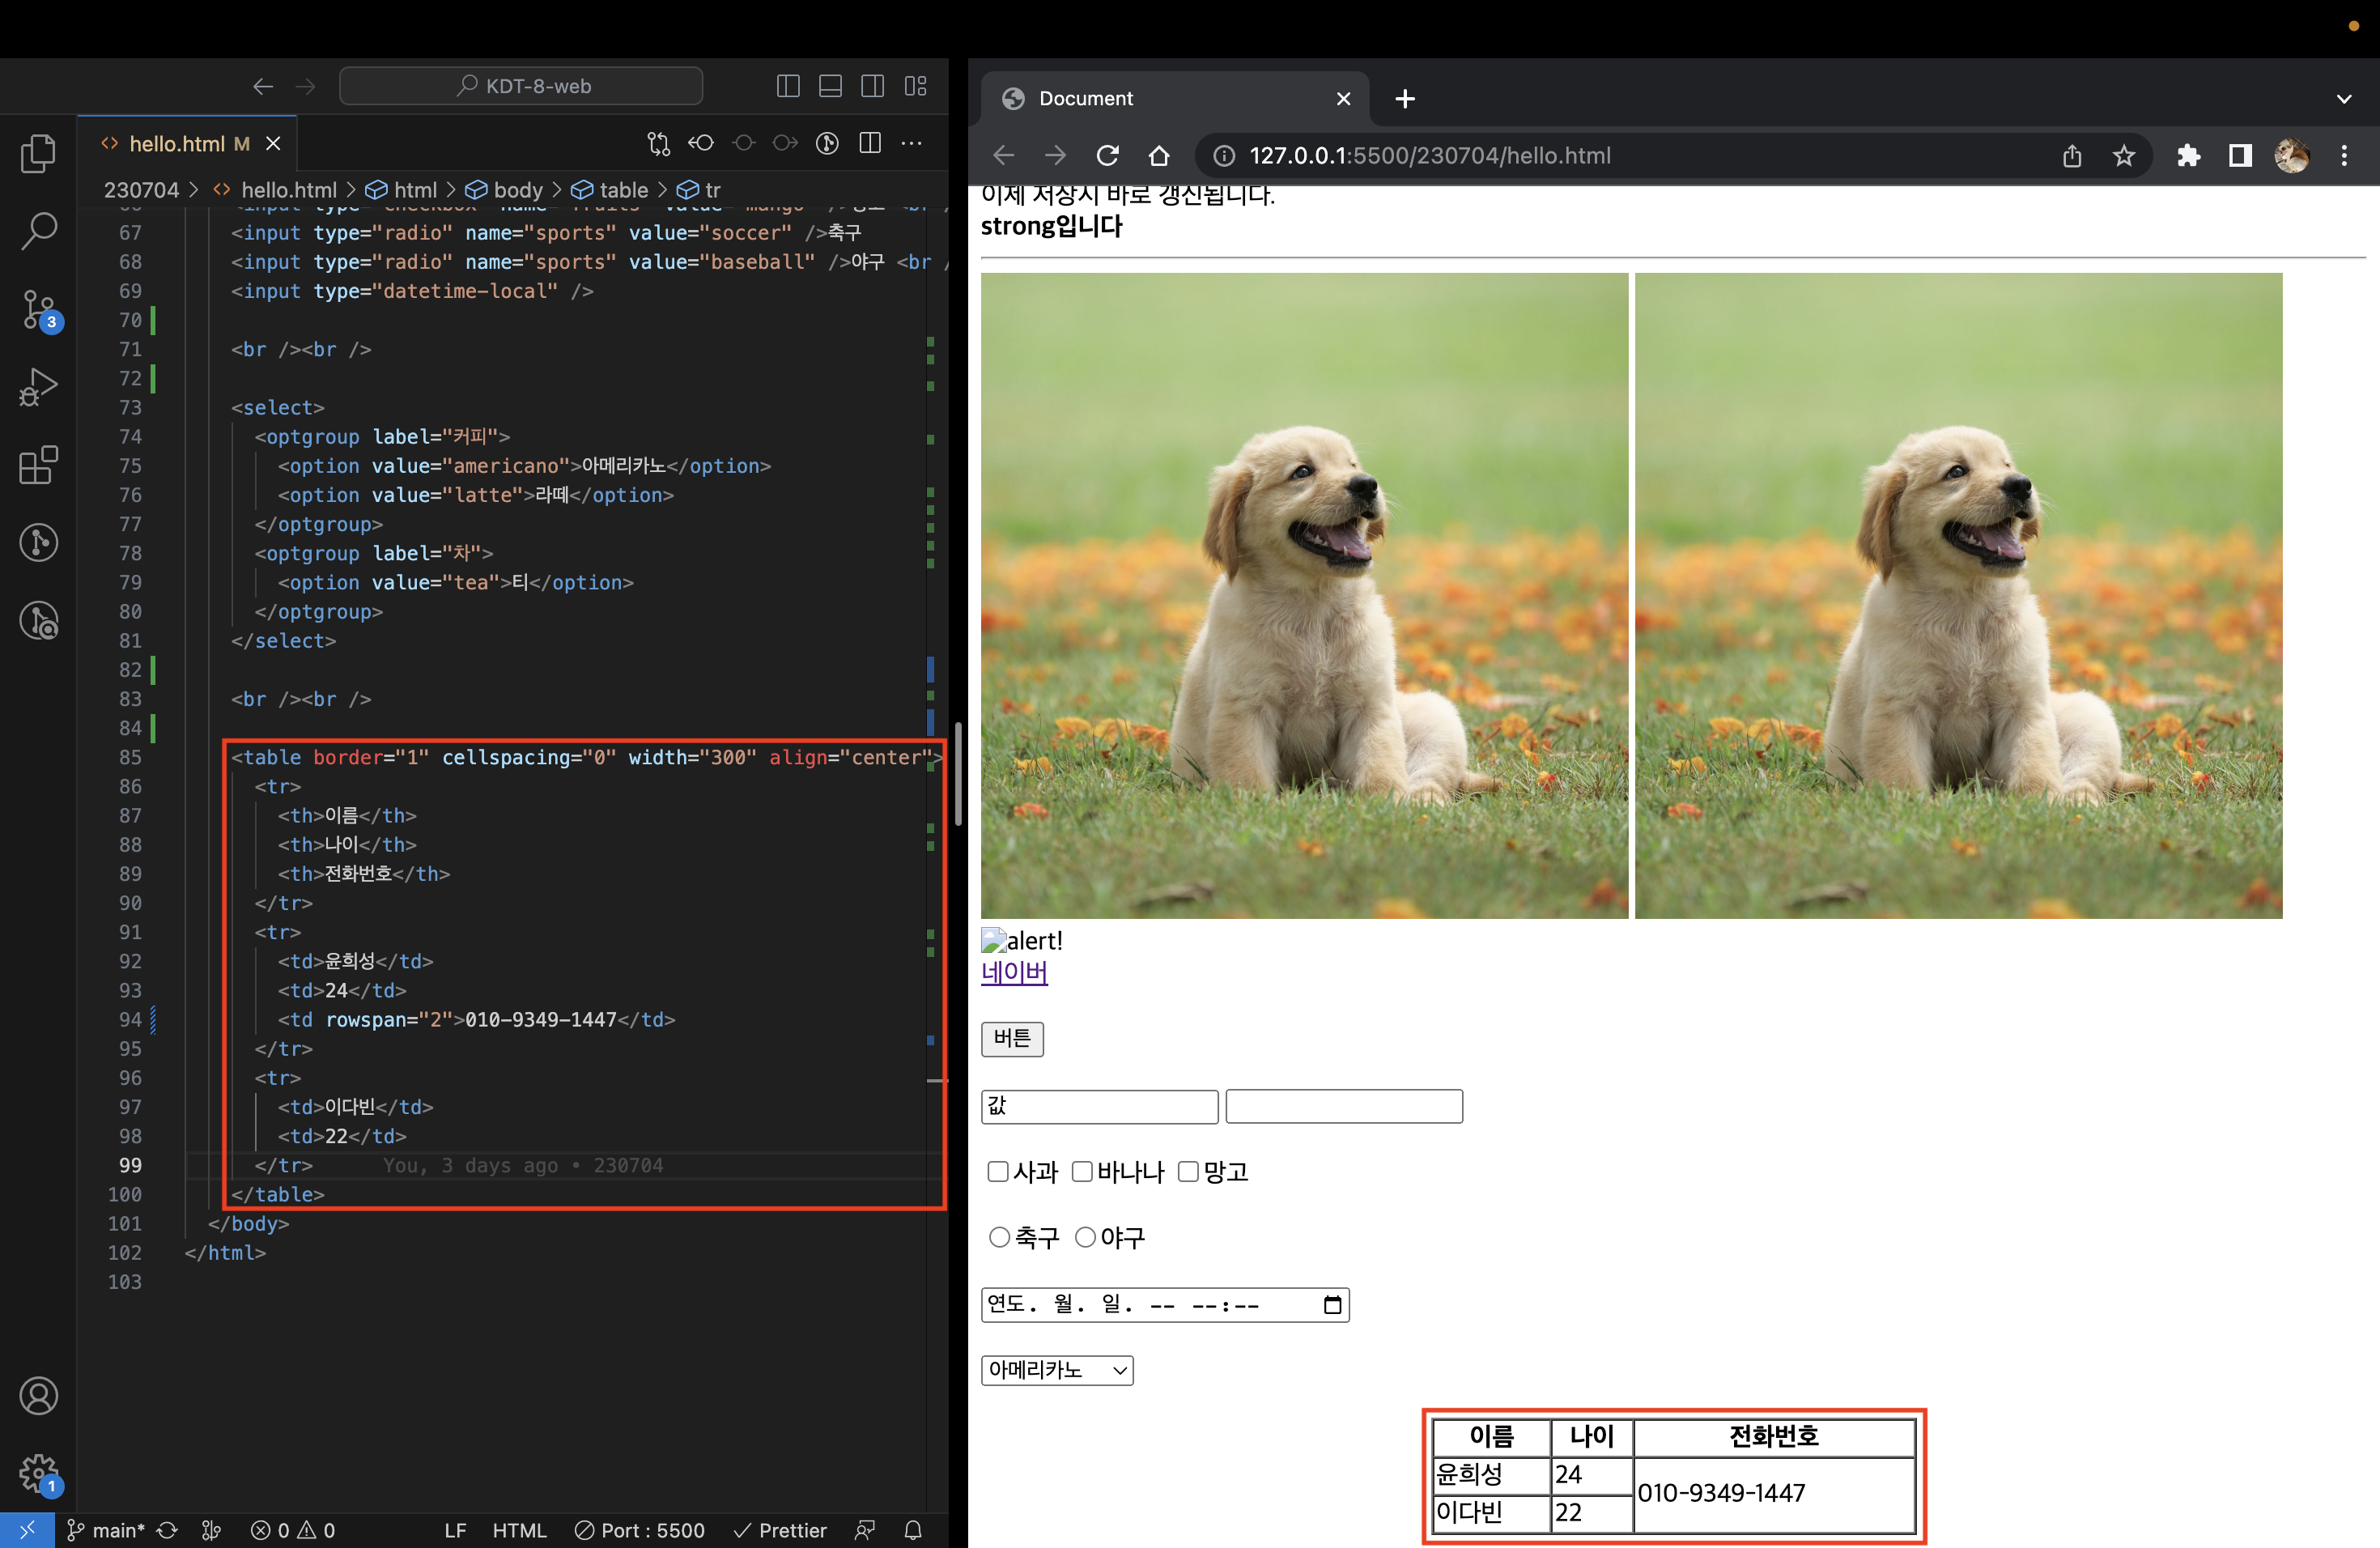 KDT-8-web
hello.html M
230704 > hello.html > html > body > table > tr
67 <input type="radio" name="sports" value="soccer" />축구
68 <input type="radio" name="sports" value="baseball" />야구 <br /
69 <input type="datetime-local" />
70
71 <br /><br />
72
73 <select>
74 <optgroup label="커피">
75 <option value="americano">아메리카노</option>
76 <option value="latte">라떼</option>
77 </optgroup>
78 <optgroup label="차">
79 <option value="tea">티</option>
80 </optgroup>
81 </select>
82
83 <br /><br />
84
85 <table border="1" cellspacing="0" width="300" align="center">
86 <tr>
87 <th>이름</th>
88 <th>나이</th>
89 <th>전화번호</th>
90 </tr>
91 <tr>
92 <td>윤희성</td>
93 <td>24</td>
94 <td rowspan="2">010-9349-1447</td>
95 </tr>
96 <tr>
97 <td>이다빈</td>
98 <td>22</td>
99 </tr> You, 3 days ago • 230704
100 </table>
101 </body>
102 </html>
103
3
1
main* 0 0 LF HTML Port : 5500 Prettier
Document
127.0.0.1:5500/230704/hello.html
이제 저장시 바로 갱신됩니다.
strong입니다
alert!
네이버
버튼
값
사과 바나나 망고
축구 야구
연도. 월. 일. -- --:--
아메리카노
이름 나이 전화번호
윤희성 24 010-9349-1447
이다빈 22